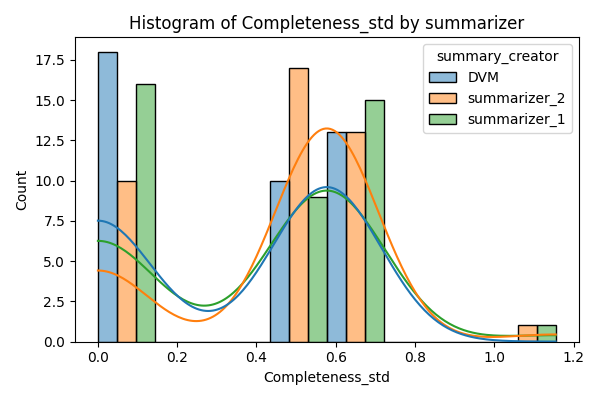 Histogram of Completeness_std by summarizer
summary_creator
DVM
summarizer_2
summarizer_1
Count
17.5
15.0
12.5
10.0
7.5
5.0
2.5
0.0
0.0 0.2 0.4 0.6 0.8 1.0 1.2
Completeness_std